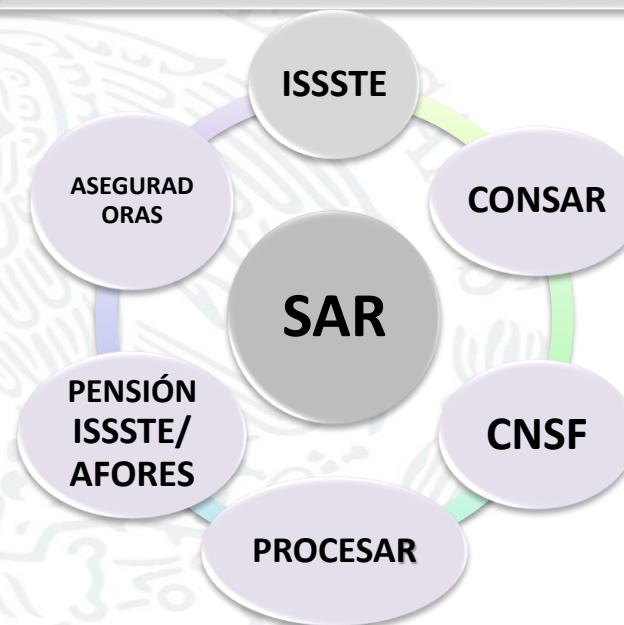 ISSSTE
ASEGURAD
ORAS
CONSAR
SAR
PENSIÓN
ISSSTE/
AFORES
CNSF
PROCESAR